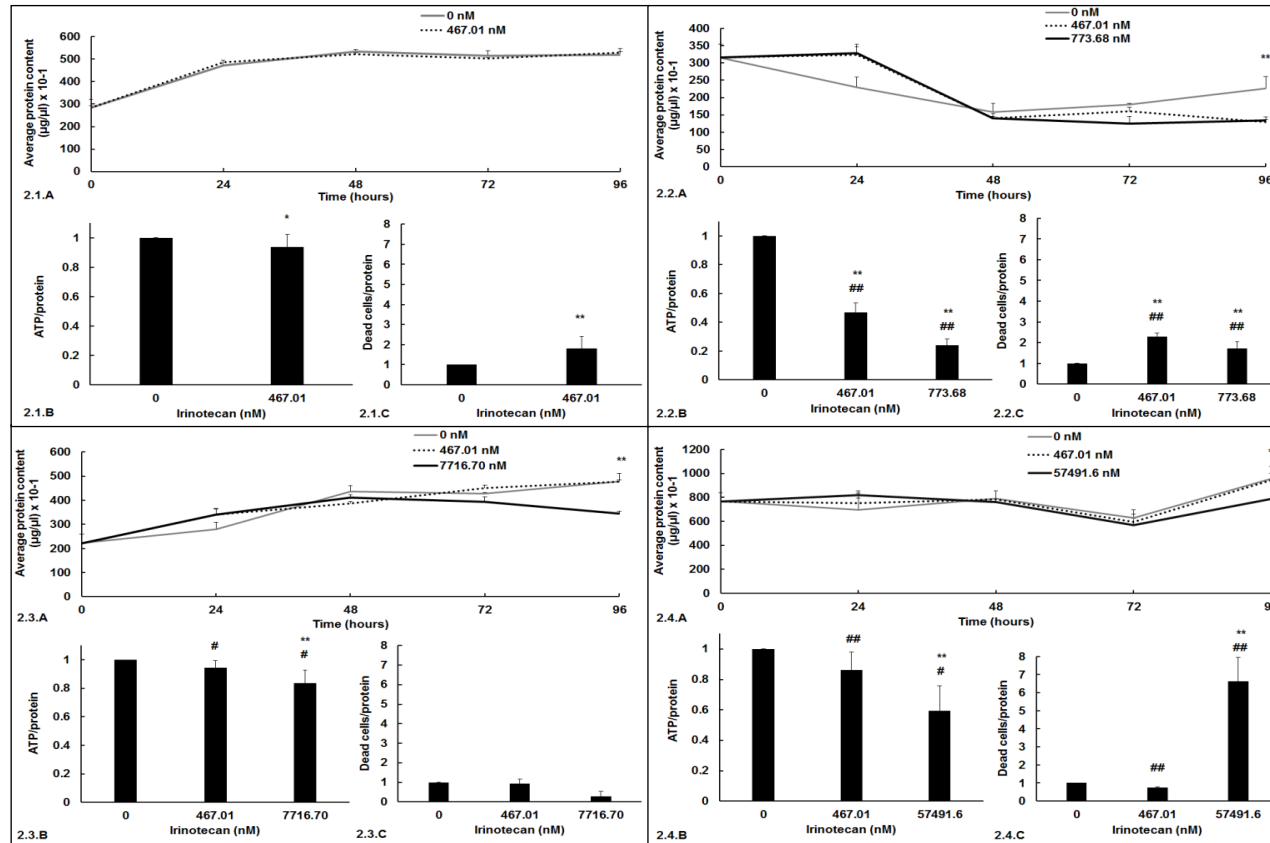 0 nM
467.01 nM
Average protein content
(µg/µl) x 10-1
600
500
400
300
200
100
0
0
24
48
72
96
Time (hours)
2.1.A
ATP/protein
1
0.8
0.6
0.4
0.2
0
*
0
467.01
Irinotecan (nM)
2.1.B
Dead cells/protein
8
7
6
5
4
3
2
1
0
**
0
467.01
Irinotecan (nM)
2.1.C
0 nM
467.01 nM
773.68 nM
Average protein content
(µg/µl) x 10-1
400
350
300
250
200
150
100
50
0
**
0
24
48
72
96
Time (hours)
2.2.A
ATP/protein
1
0.8
0.6
0.4
0.2
0
**
##
**
##
0
467.01
773.68
Irinotecan (nM)
2.2.B
Dead cells/protein
8
7
6
5
4
3
2
1
0
**
##
**
##
0
467.01
773.68
Irinotecan (nM)
2.2.C
0 nM
467.01 nM
7716.70 nM
Average protein content
(µg/µl) x 10-1
600
500
400
300
200
100
0
**
0
24
48
72
96
Time (hours)
2.3.A
ATP/protein
1
0.8
0.6
0.4
0.2
0
#
**
#
0
467.01
7716.70
Irinotecan (nM)
2.3.B
Dead cells/protein
8
7
6
5
4
3
2
1
0
0
467.01
7716.70
Irinotecan (nM)
2.3.C
0 nM
467.01 nM
57491.6 nM
Average protein content
(µg/µl) x 10-1
1200
1000
800
600
400
200
0
0
24
48
72
Time (hours)
2.4.A
ATP/protein
1
0.8
0.6
0.4
0.2
0
##
**
#
0
467.01
57491.6
Irinotecan (nM)
2.4.B
Dead cells/protein
8
7
6
5
4
3
2
1
0
##
**
##
0
467.01
57491.6
Irinotecan (nM)
2.4.C